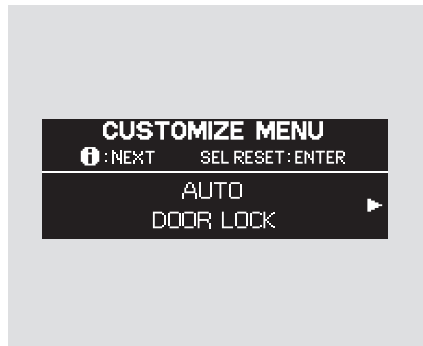 CUSTOMIZE MENU
i:NEXT SEL RESET:ENTER
AUTO
DOOR LOCK